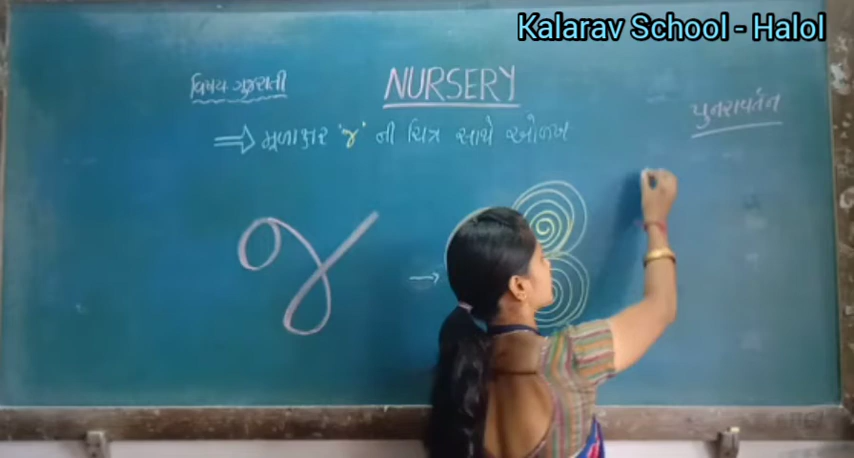 Kalarav School - Halol
વિષય-ગુજરાતી
NURSERY
પુનરાવર્તન
⇒ મૂળાક્ષર 'જ' ની ચિત્ર સાથે ઓળખ
જ →